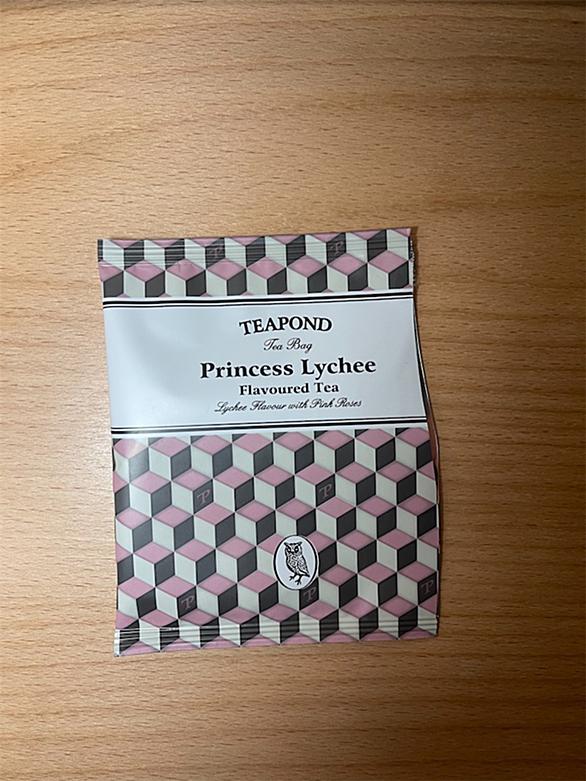 TEAPOND
Tea Bag
Princess Lychee
Flavoured Tea
Lychee Flavour with Pink Roses